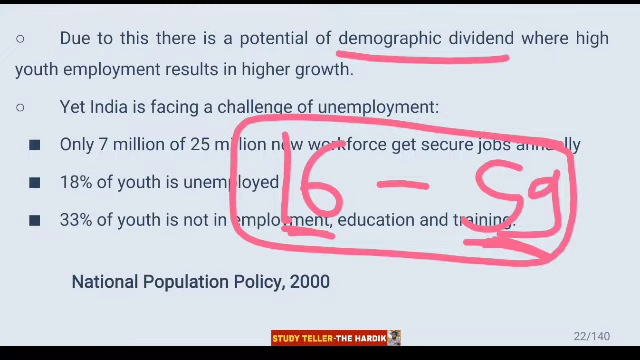 ○ Due to this there is a potential of demographic dividend where high
youth employment results in higher growth.
○ Yet India is facing a challenge of unemployment:
■ Only 7 million of 25 million new workforce get secure jobs annually
■ 18% of youth is unemployed
16 – 59
■ 33% of youth is not in employment, education and training.
National Population Policy, 2000
STUDY TELLER-THE HARDIK
22/140